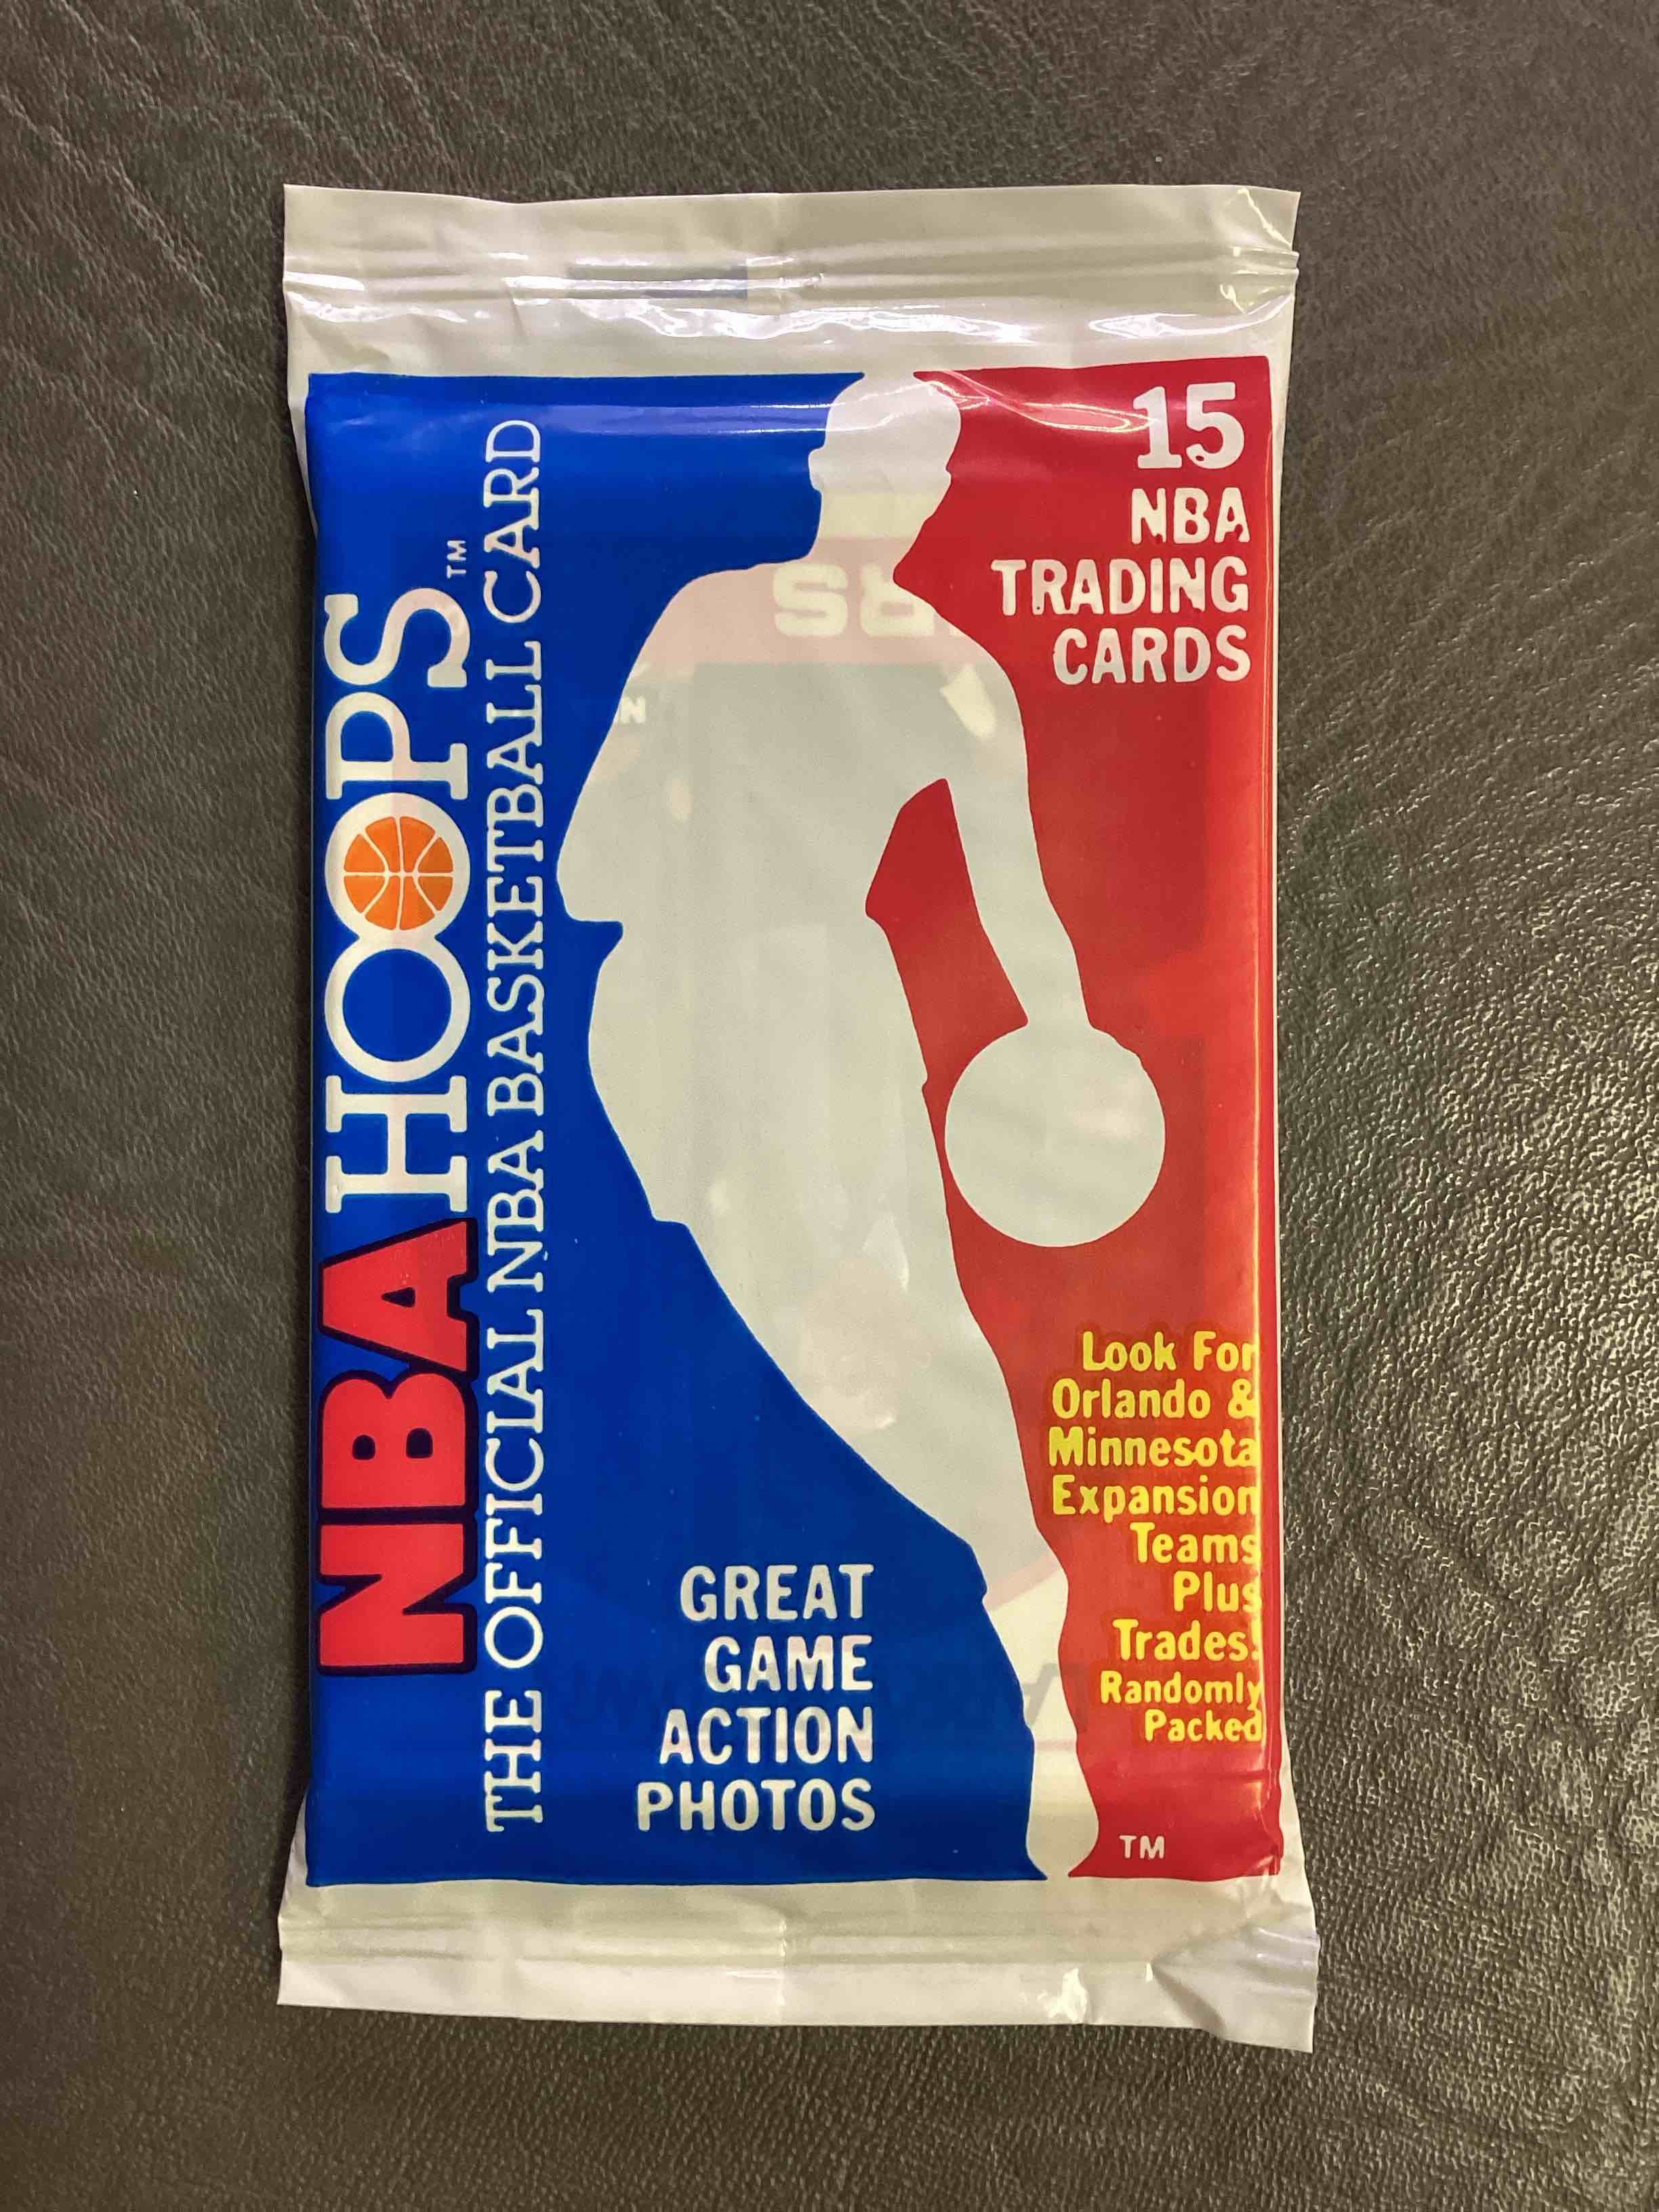 NBA HOOPS™
THE OFFICIAL NBA BASKETBALL CARD
15
NBA
TRADING
CARDS
Look For
Orlando &
Minnesota
Expansion
Teams
Plus
Trades!
Randomly
Packed
GREAT
GAME
ACTION
PHOTOS
TM